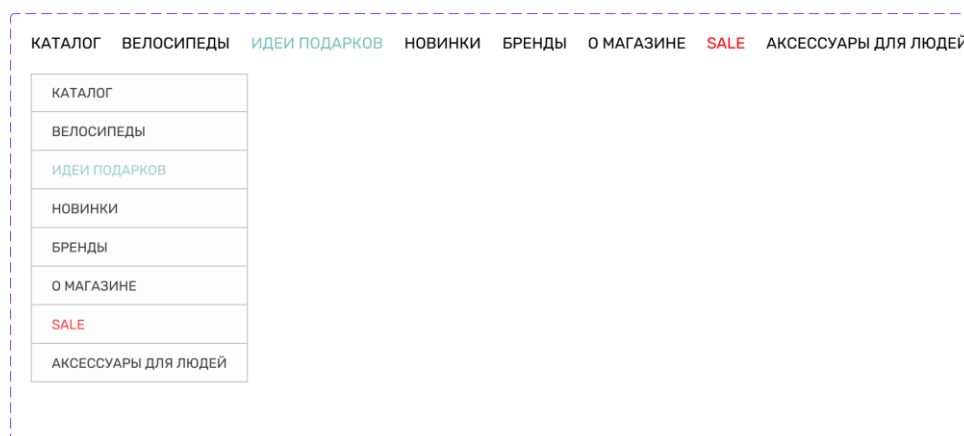 КАТАЛОГ ВЕЛОСИПЕДЫ ИДЕИ ПОДАРКОВ НОВИНКИ БРЕНДЫ О МАГАЗИНЕ SALE АКСЕССУАРЫ ДЛЯ ЛЮДЕЙ
КАТАЛОГ
ВЕЛОСИПЕДЫ
ИДЕИ ПОДАРКОВ
НОВИНКИ
БРЕНДЫ
О МАГАЗИНЕ
SALE
АКСЕССУАРЫ ДЛЯ ЛЮДЕЙ